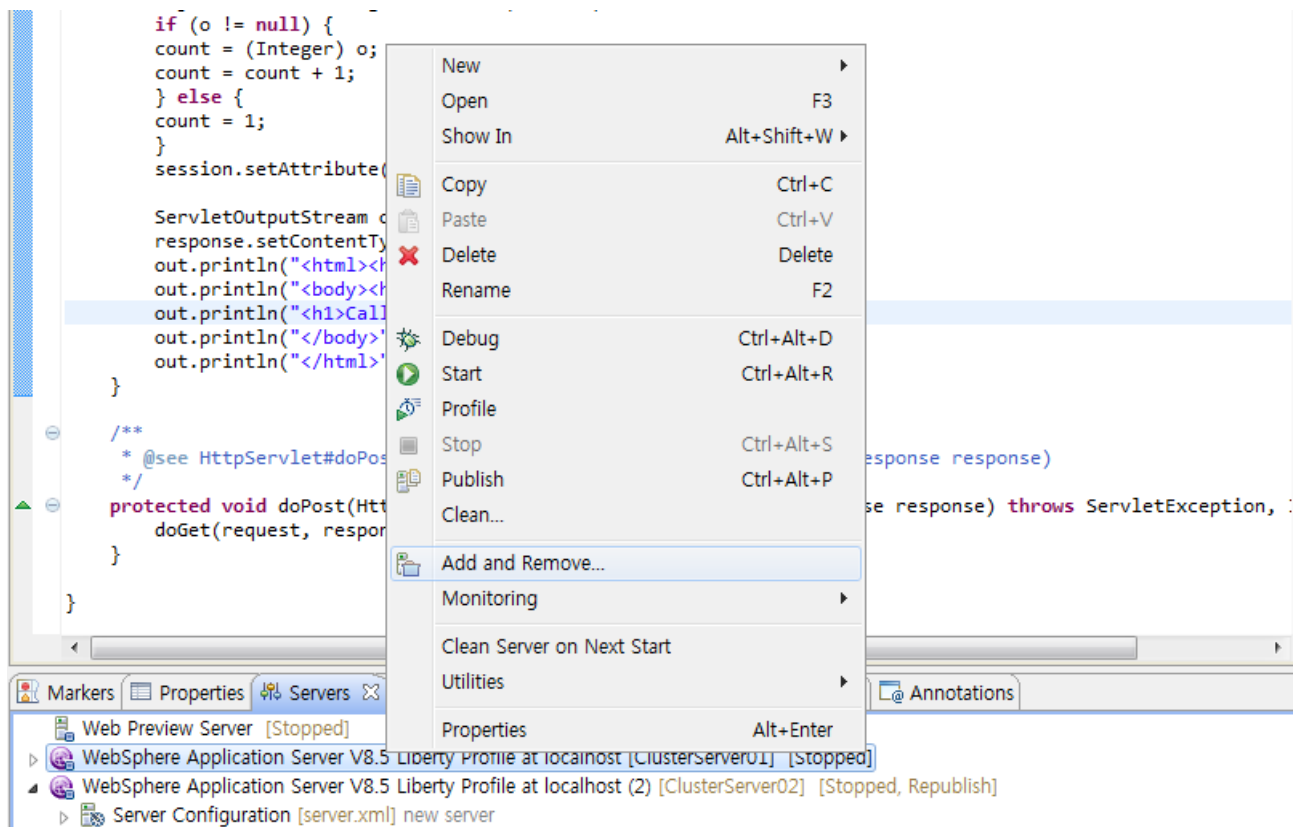 if (o != null) {
count = (Integer) o;
count = count + 1;
} else {
count = 1;
}
session.setAttribute(
ServletOutputStream
response.setContentTy
out.println("<html><h
out.println("<body><h
out.println("<h1>Call
out.println("</body>"
out.println("</html>"
}
/**
* @see HttpServlet#doPos
esponse response)
*/
protected void doPost(Htt
se response) throws ServletException,
doGet(request, respon
}
}
New
Open F3
Show In Alt+Shift+W
Copy Ctrl+C
Paste Ctrl+V
Delete Delete
Rename F2
Debug Ctrl+Alt+D
Start Ctrl+Alt+R
Profile
Stop Ctrl+Alt+S
Publish Ctrl+Alt+P
Clean...
Add and Remove...
Monitoring
Clean Server on Next Start
Utilities
Properties Alt+Enter
Markers Properties Servers Annotations
Web Preview Server [Stopped]
WebSphere Application Server V8.5 Liberty Profile at localhost [ClusterServer01] [Stopped]
WebSphere Application Server V8.5 Liberty Profile at localhost (2) [ClusterServer02] [Stopped, Republish]
Server Configuration [server.xml] new server